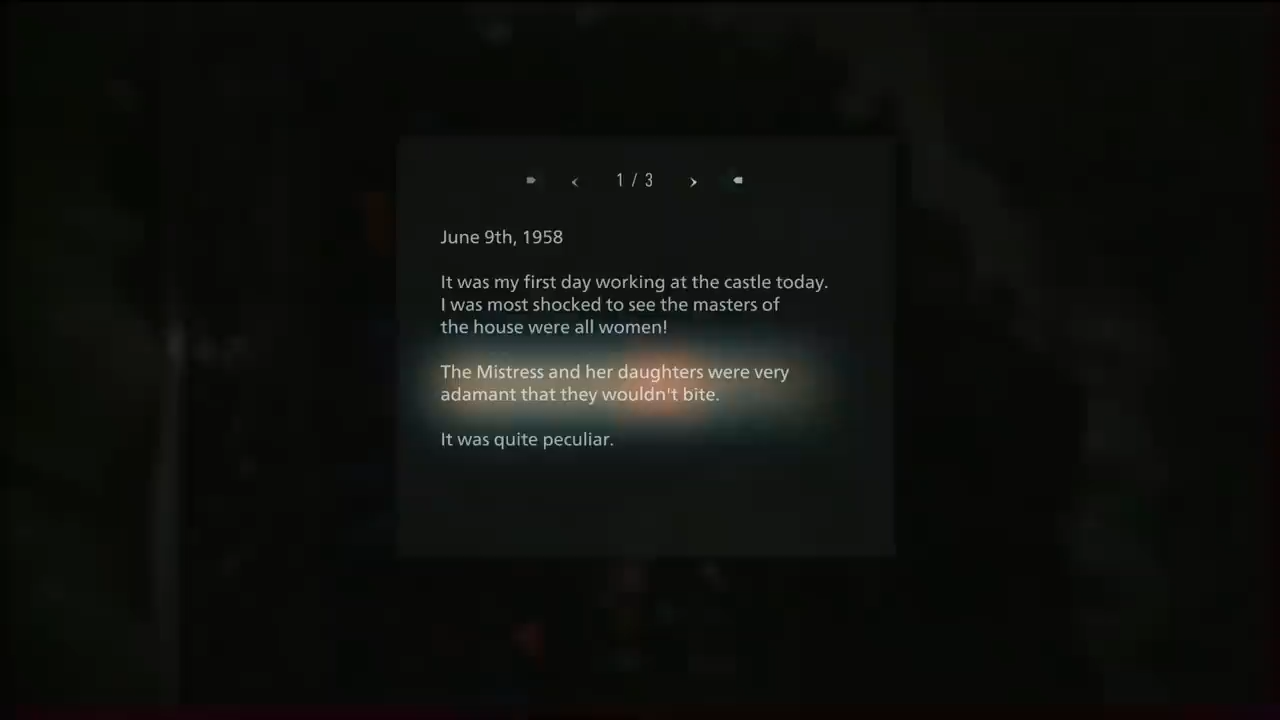 1 / 3
June 9th, 1958
It was my first day working at the castle today.
I was most shocked to see the masters of
the house were all women!
The Mistress and her daughters were very
adamant that they wouldn't bite.
It was quite peculiar.